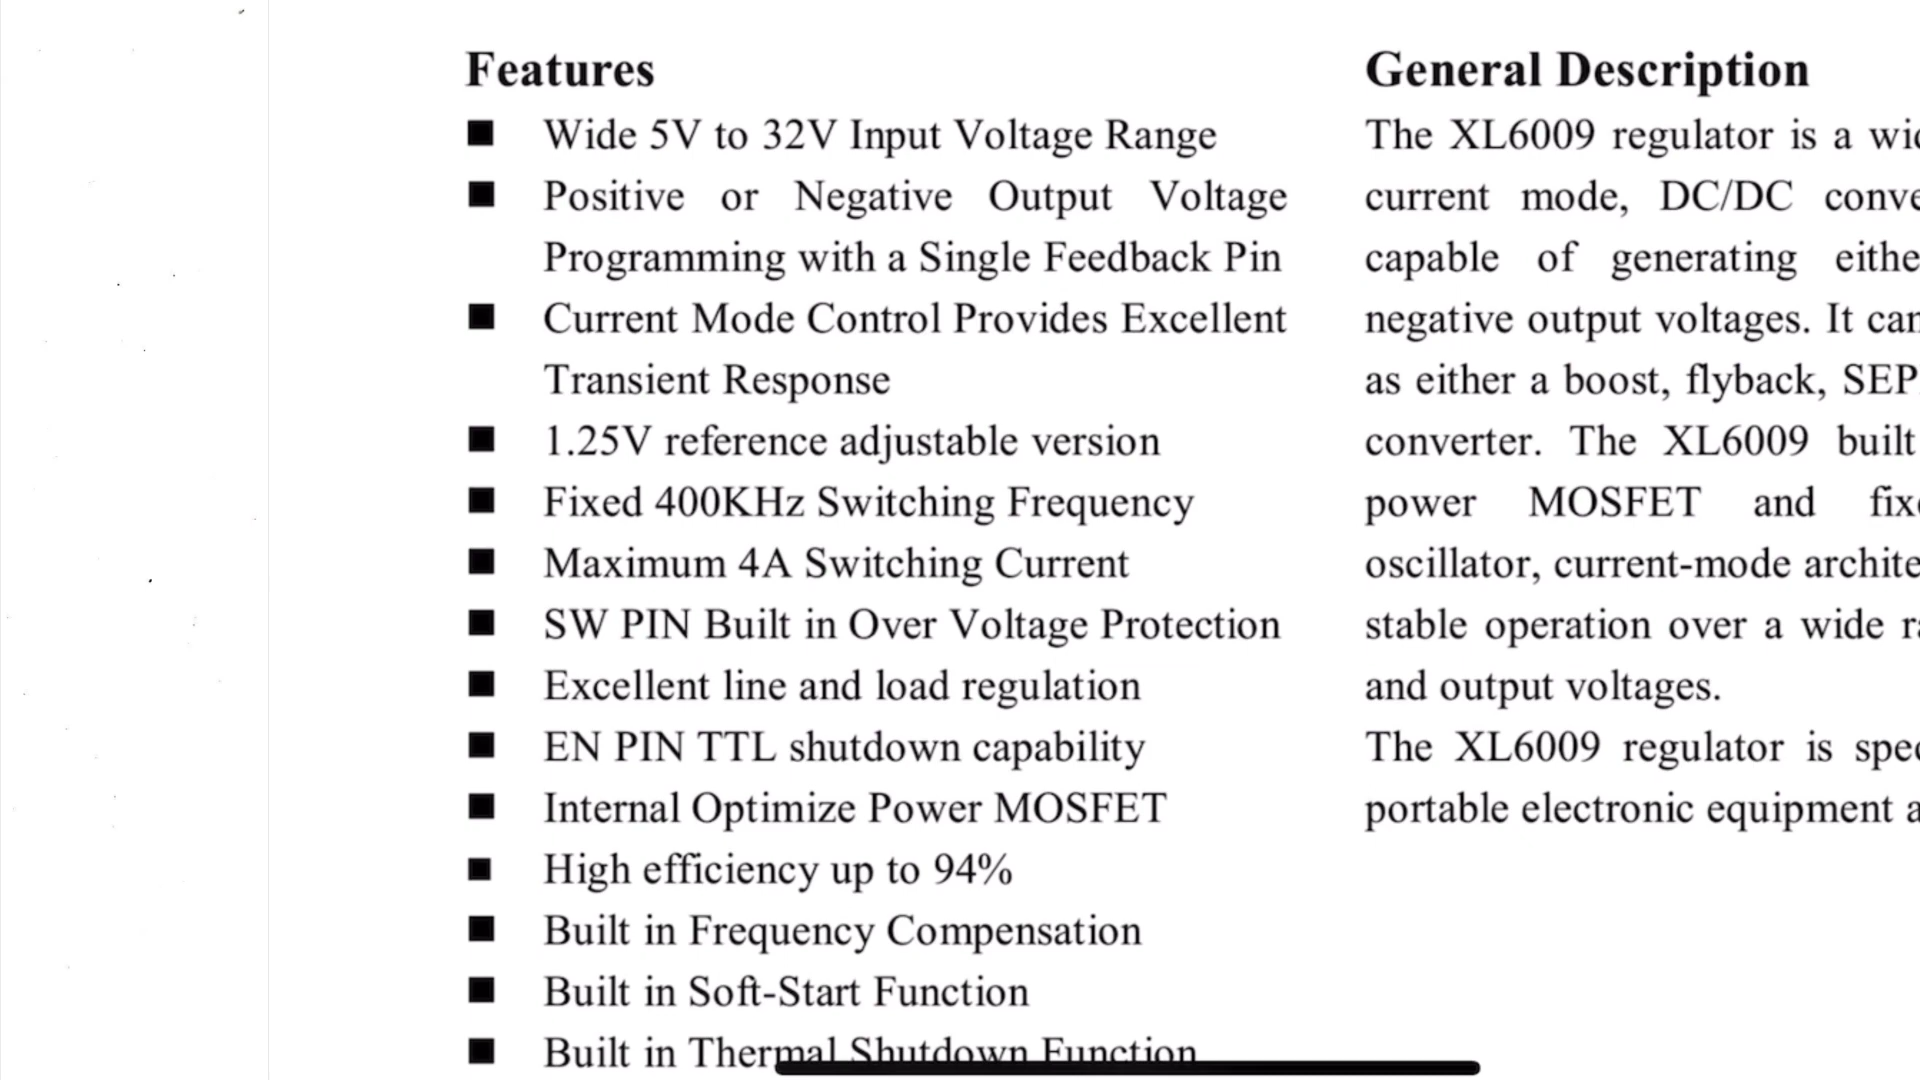 Features
Wide 5V to 32V Input Voltage Range
Positive or Negative Output Voltage
Programming with a Single Feedback Pin
Current Mode Control Provides Excellent
Transient Response
1.25V reference adjustable version
Fixed 400KHz Switching Frequency
Maximum 4A Switching Current
SW PIN Built in Over Voltage Protection
Excellent line and load regulation
EN PIN TTL shutdown capability
Internal Optimize Power MOSFET
High efficiency up to 94%
Built in Frequency Compensation
Built in Soft-Start Function
Built in Thermal Shutdown Function
General Description
The XL6009 regulator is a
current mode, DC/DC
capable of generating
negative output voltages. It
as either a boost, flyback,
converter. The XL6009 built
power MOSFET and
oscillator, current-mode
stable operation over a wide
and output voltages.
The XL6009 regulator is
portable electronic equipment